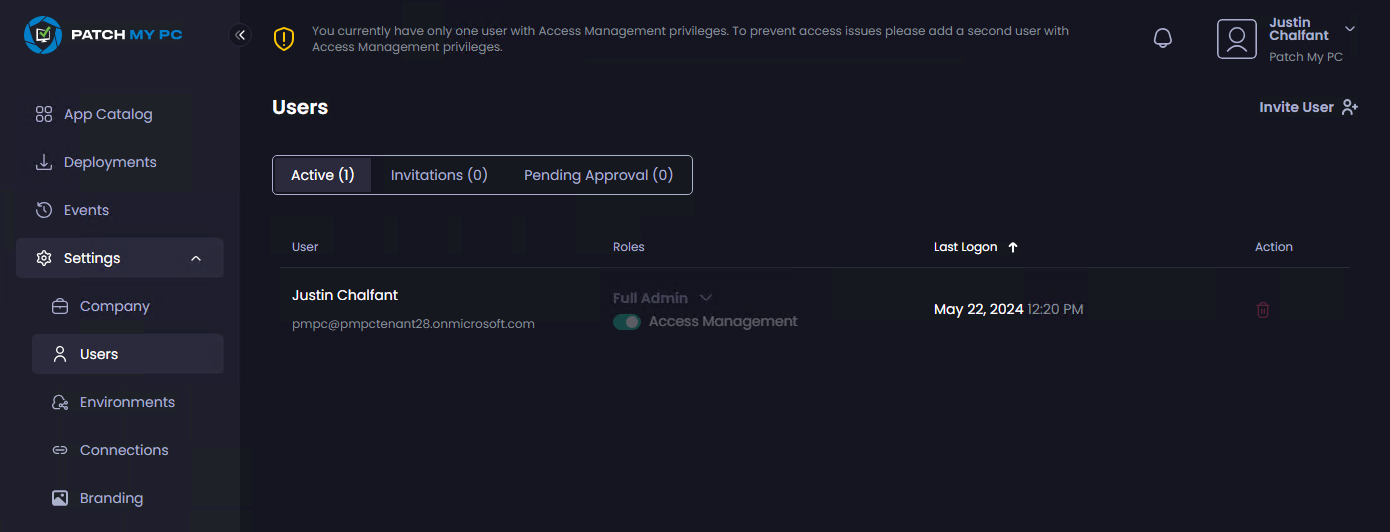 PATCH MY PC
You currently have only one user with Access Management privileges. To prevent access issues please add a second user with
Access Management privileges.
Justin
Chalfant
Patch My PC
App Catalog
Deployments
Events
Settings
Company
Users
Environments
Connections
Branding
Users
Invite User
Active (1)
Invitations (0)
Pending Approval (0)
User
Roles
Last Logon
Action
Justin Chalfant
pmpc@pmpctenant28.onmicrosoft.com
Full Admin
Access Management
May 22, 2024 12:20 PM